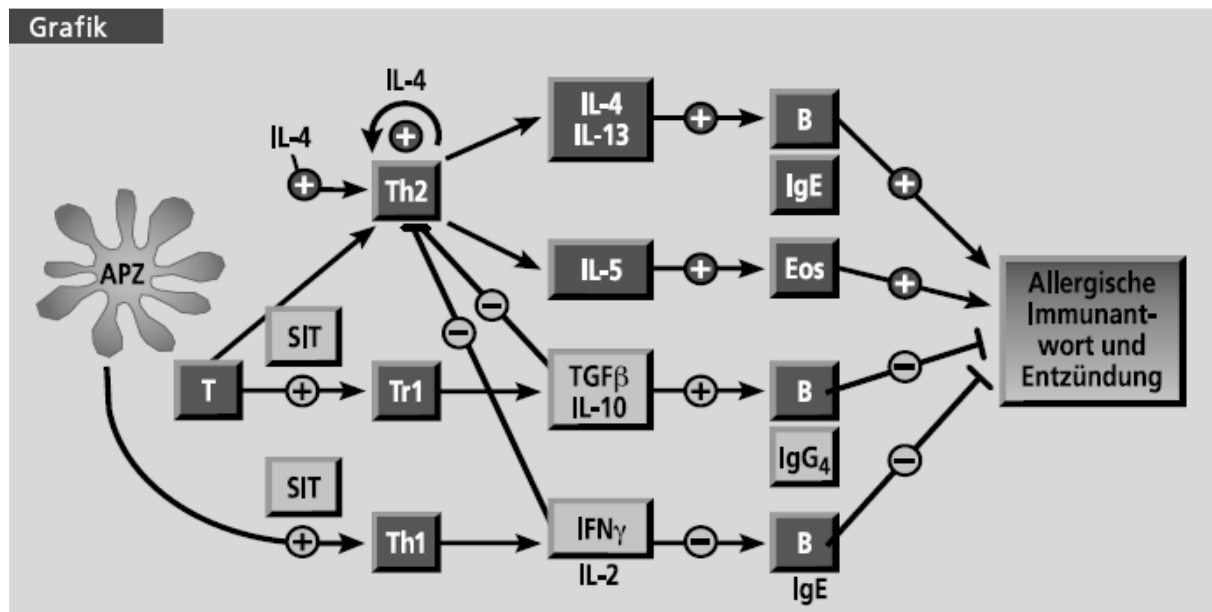 Grafik
IL-4
IL-4
+
+
Th2
IL-4
IL-13
+
B
IgE
+
APZ
IL-5
+
Eos
+
Allergische
Immunant-
wort und
Entzündung
SIT
T
+
Tr1
−
−
TGFβ
IL-10
+
B
IgG₄
−
SIT
+
Th1
IFNγ
IL-2
−
B
IgE
−